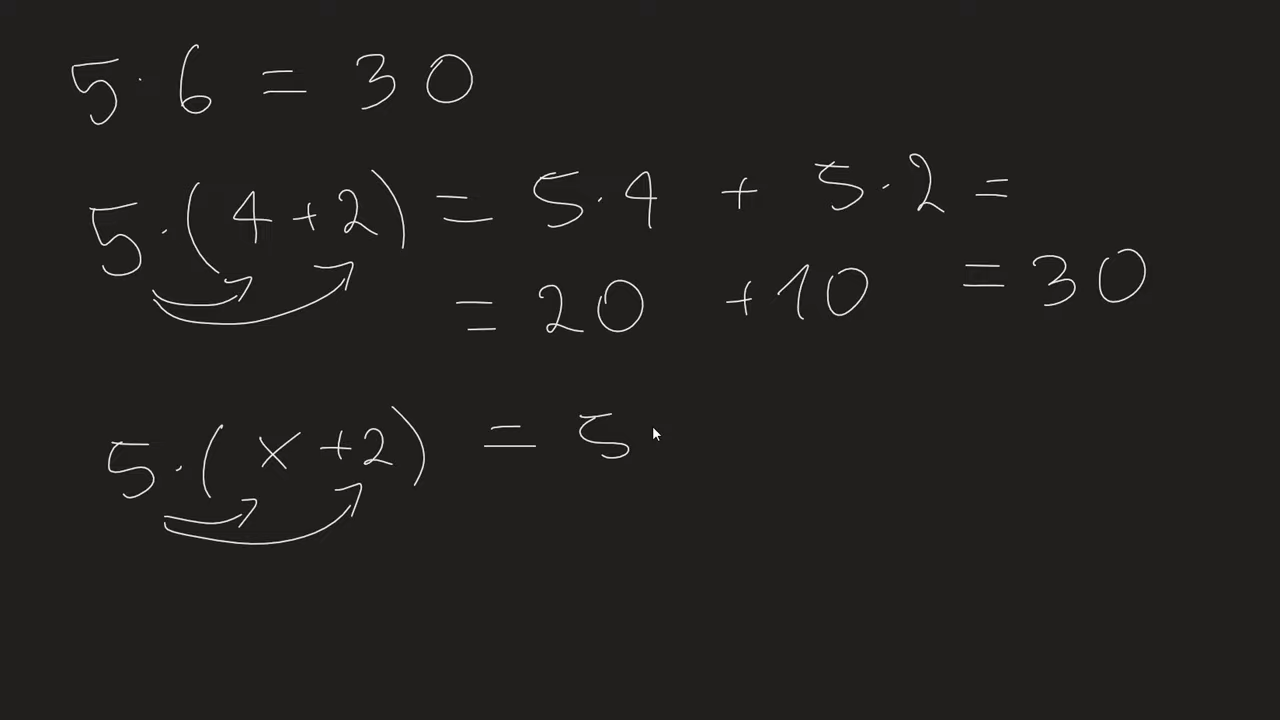 5·6 = 30
5·(4+2) = 5·4 + 5·2 =
= 20 +10 = 30
5·(x+2) = 5·